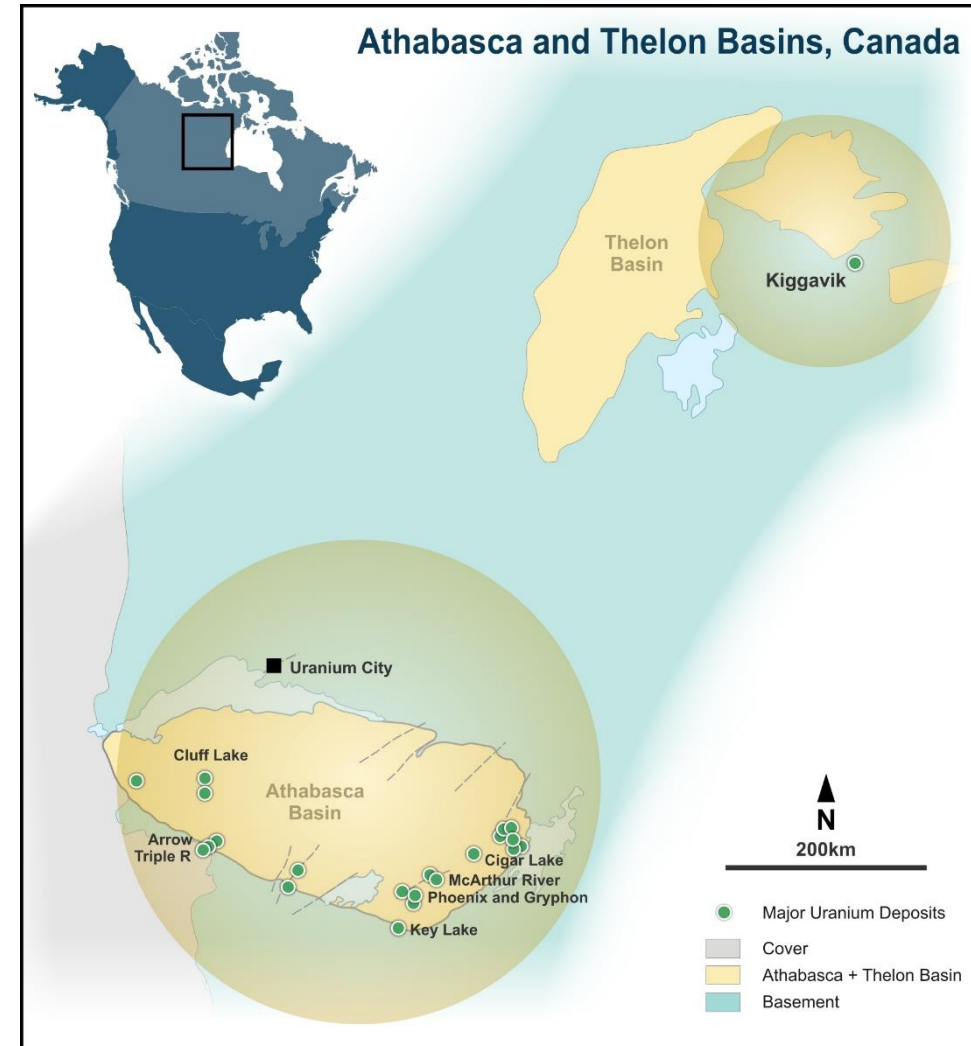 Athabasca and Thelon Basins, Canada
Thelon
Basin
Kiggavik
Uranium City
Cluff Lake
Athabasca
Basin
Arrow
Triple R
Cigar Lake
McArthur River
Phoenix and Gryphon
Key Lake
N
200km
Major Uranium Deposits
Cover
Athabasca + Thelon Basin
Basement